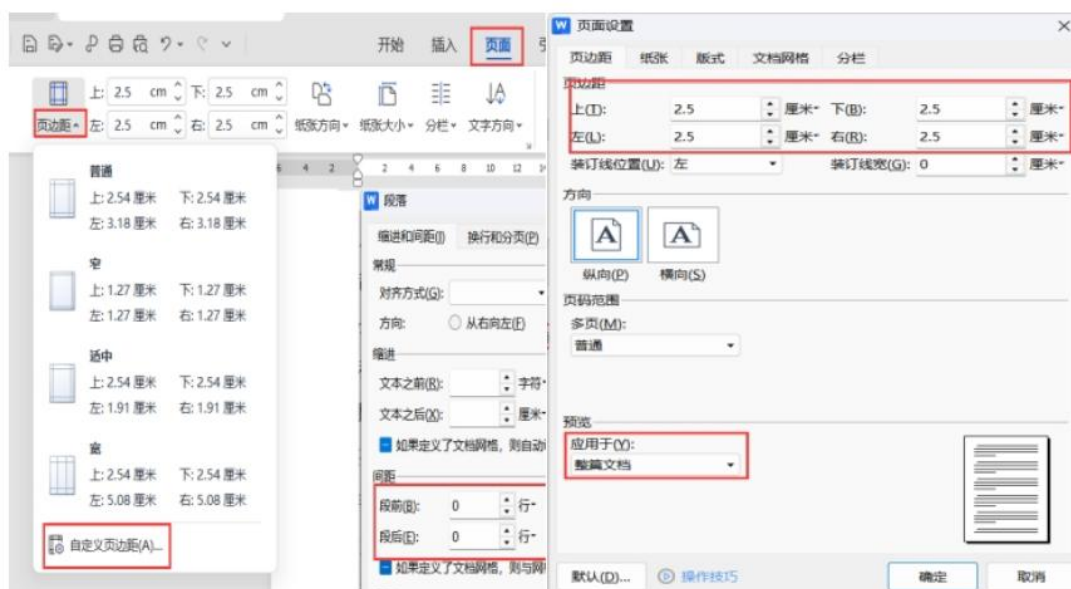 开始 插入 页面
上: 2.5 cm 下: 2.5 cm
页边距 左: 2.5 cm 右: 2.5 cm 纸张方向 纸张大小 分栏 文字方向
6 4 2 2 4 6 8 10 12
普通
上: 2.54 厘米 下: 2.54 厘米
左: 3.18 厘米 右: 3.18 厘米
窄
上: 1.27 厘米 下: 1.27 厘米
左: 1.27 厘米 右: 1.27 厘米
适中
上: 2.54 厘米 下: 2.54 厘米
左: 1.91 厘米 右: 1.91 厘米
宽
上: 2.54 厘米 下: 2.54 厘米
左: 5.08 厘米 右: 5.08 厘米
自定义页边距(A)...
W 段落
缩进和间距(I) 换行和分页(P)
常规
对齐方式(G):
方向: 从右向左(F)
缩进
文本之前(R): 字符
文本之后(X): 厘米
如果定义了文档网格，则自动
间距
段前(B): 0 行
段后(E): 0 行
如果定义了文档网格，则与网
W 页面设置
页边距 纸张 版式 文档网格 分栏
页边距
上(T): 2.5 厘米 下(B): 2.5 厘米
左(L): 2.5 厘米 右(R): 2.5 厘米
装订线位置(U): 左 装订线宽(G): 0 厘米
方向
A A
纵向(P) 横向(S)
页码范围
多页(M):
普通
预览
应用于(Y):
整篇文档
默认(D)... 操作技巧 确定 取消